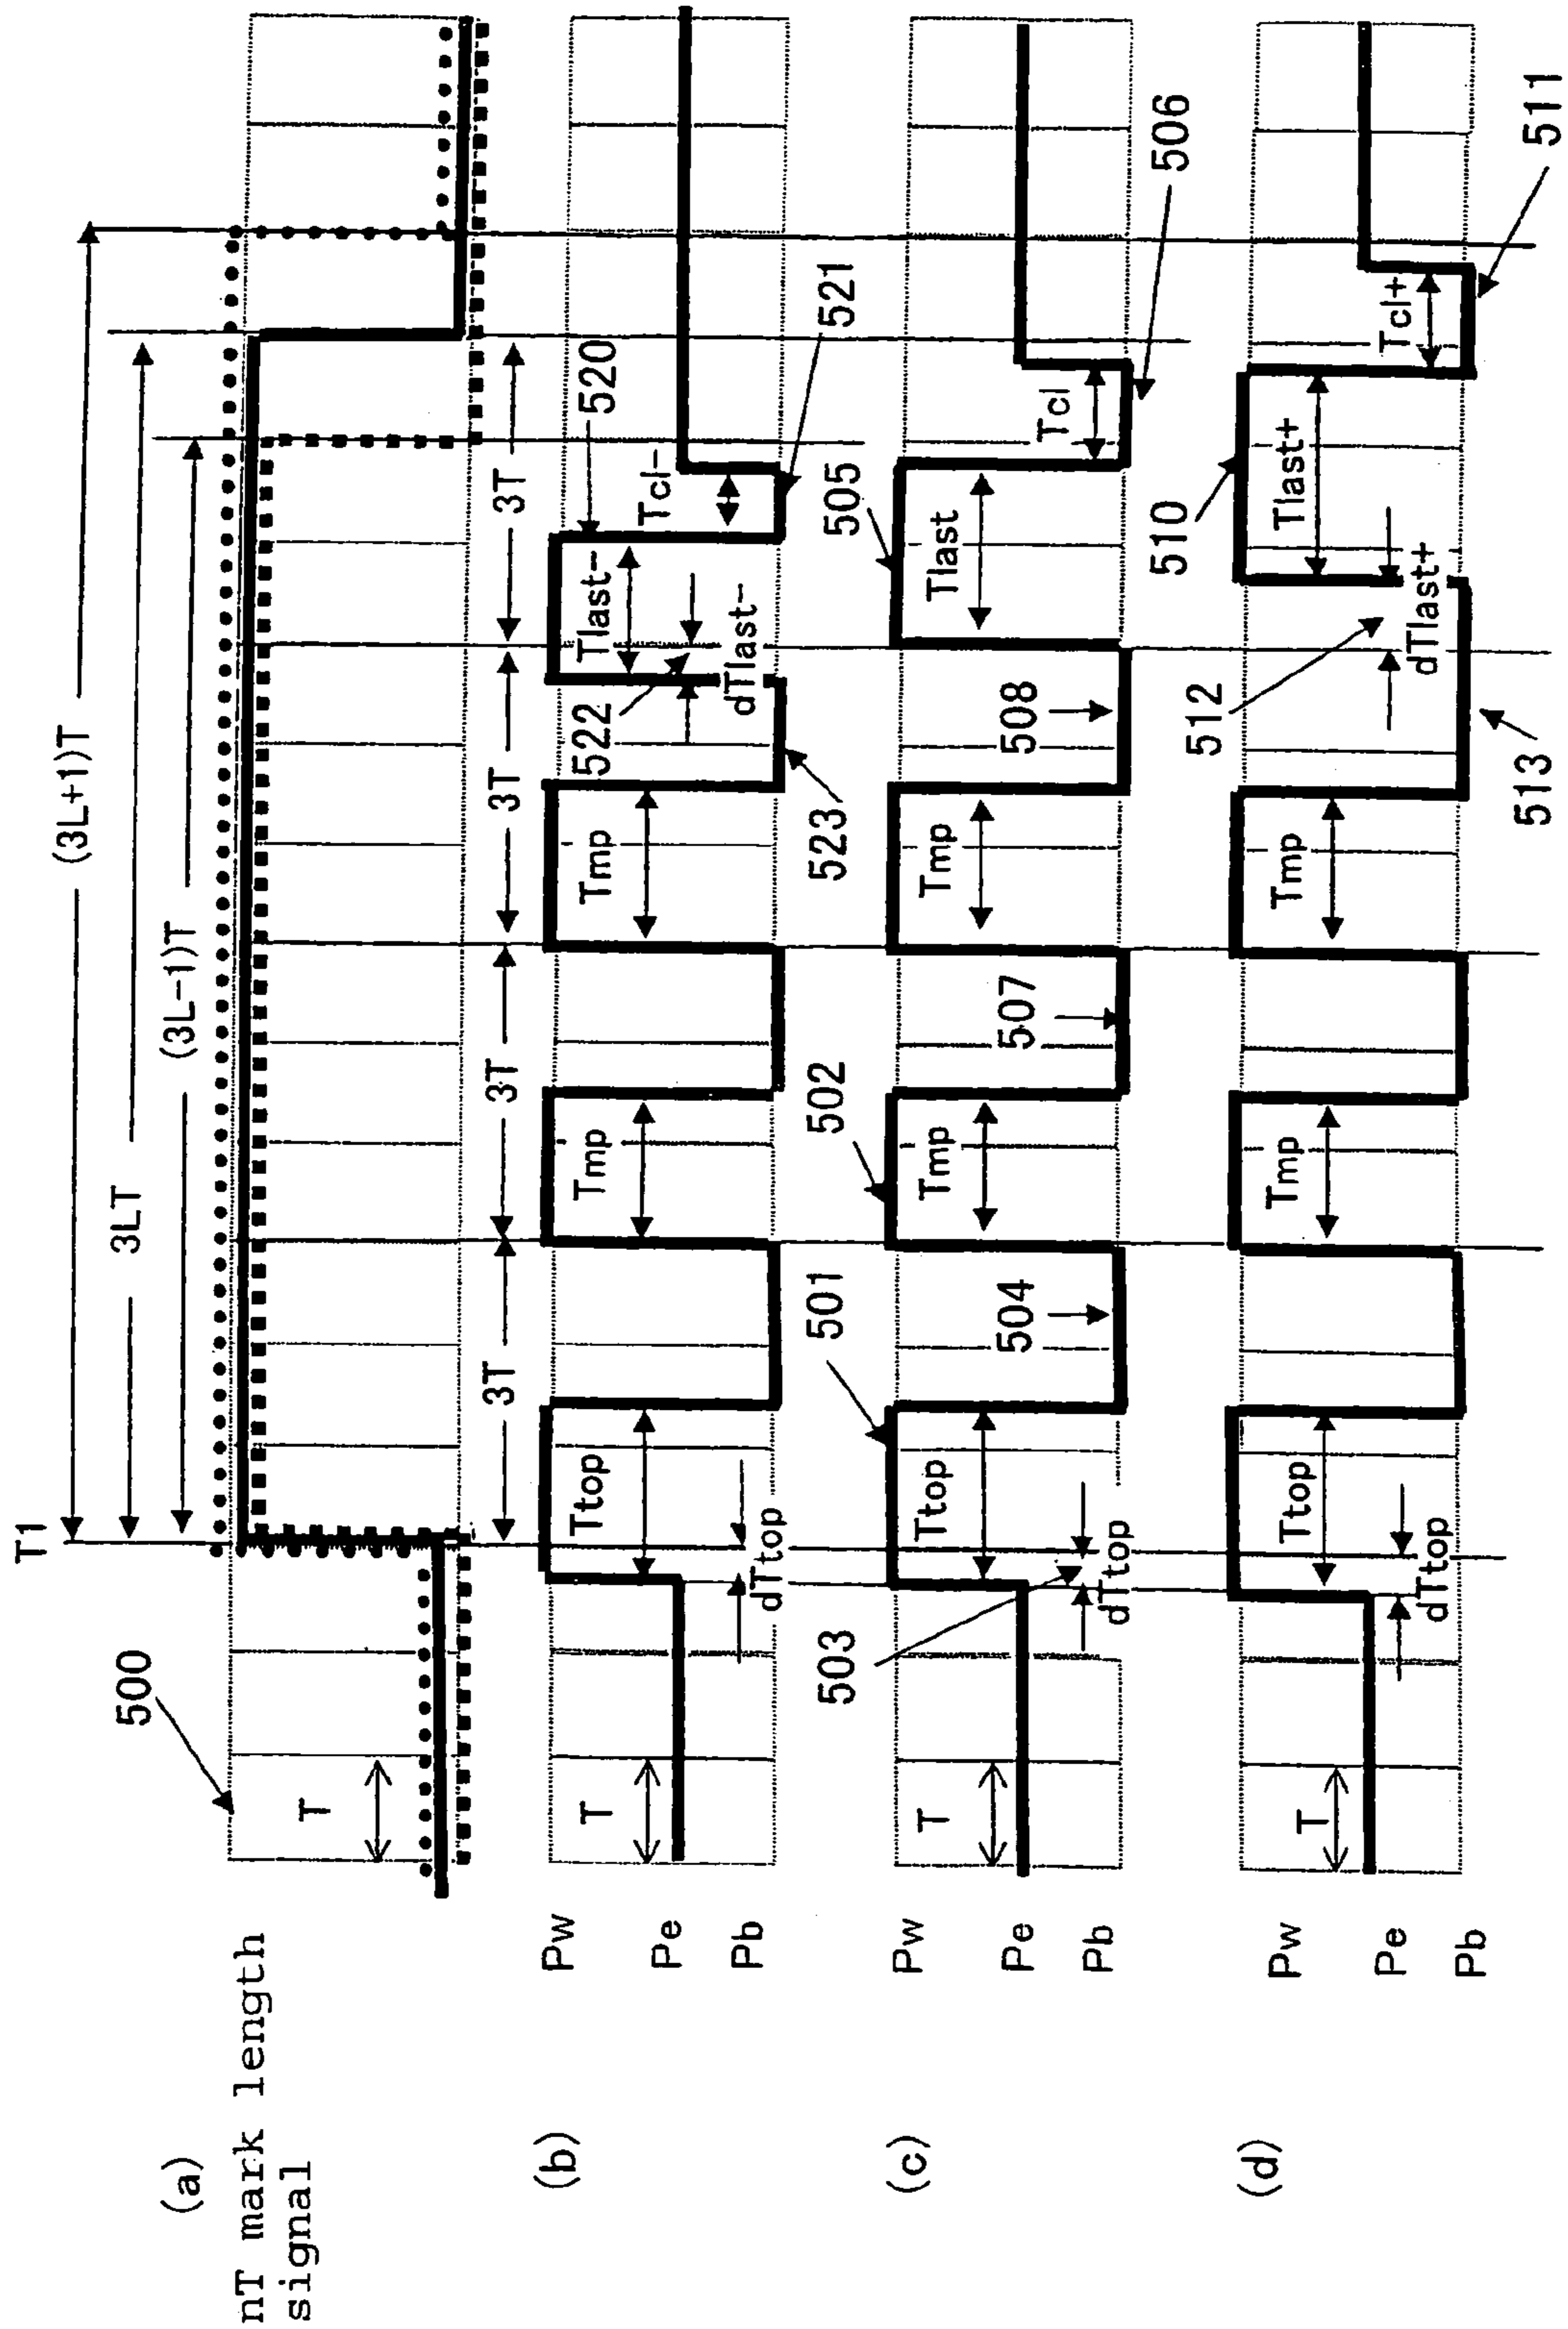 T1
(3L+1)T
3LT
(3L-1)T
500
T
(a)
nT mark length
signal
3T
3T
3T
3T
(b)
Pw
Pe
Pb
T
Ttop
dTtop
Tmp
Tmp
Tlast-
dTlast-
Tcl-
520
521
522
523
(c)
Pw
Pe
Pb
T
Ttop
dTtop
Tmp
Tmp
Tlast
Tcl
501
502
503
504
505
506
507
508
(d)
Pw
Pe
Pb
T
Ttop
dTtop
Tmp
Tmp
Tlast+
dTlast+
Tcl+
510
511
512
513